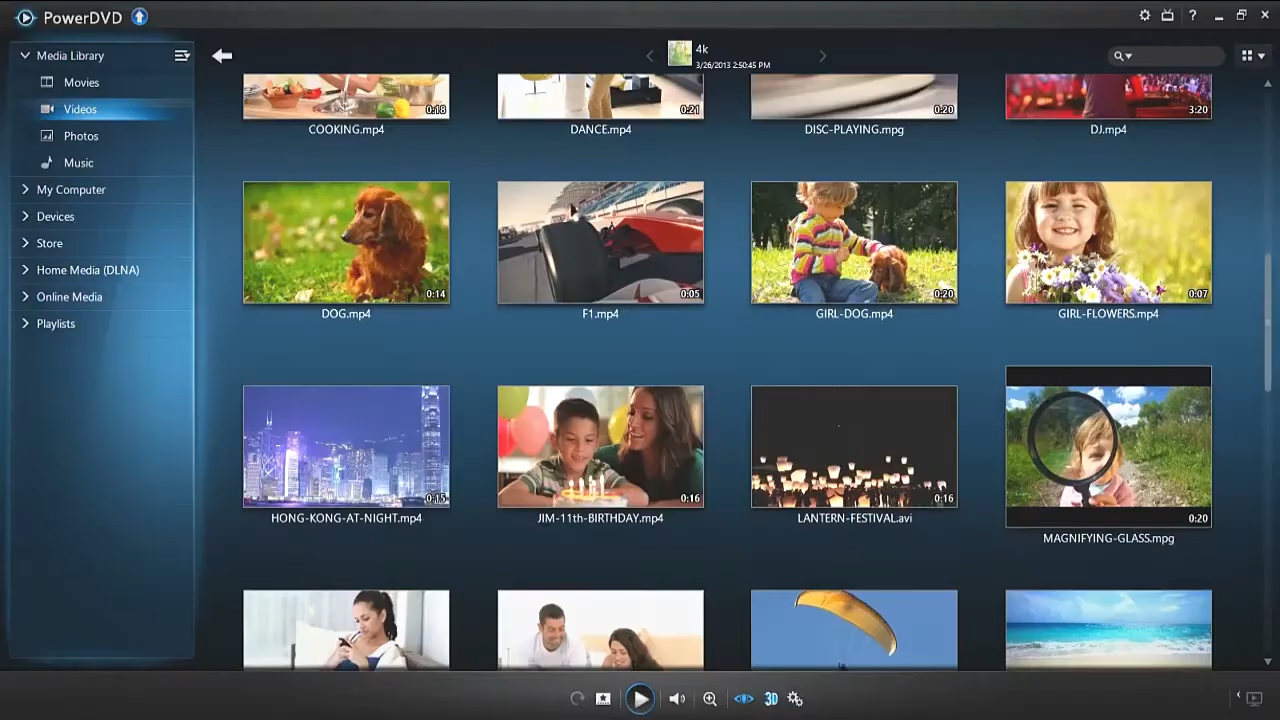 PowerDVD
?
Media Library
Movies
Videos
Photos
Music
My Computer
Devices
Store
Home Media (DLNA)
Online Media
Playlists
4k
3/26/2013 2:50:45 PM
0:18
0:21
0:20
3:20
COOKING.mp4
DANCE.mp4
DISC-PLAYING.mpg
DJ.mp4
0:14
0:05
0:20
0:07
DOG.mp4
F1.mp4
GIRL-DOG.mp4
GIRL-FLOWERS.mp4
0:15
0:16
0:16
0:20
HONG-KONG-AT-NIGHT.mp4
JIM-11th-BIRTHDAY.mp4
LANTERN-FESTIVAL.avi
MAGNIFYING-GLASS.mpg
3D